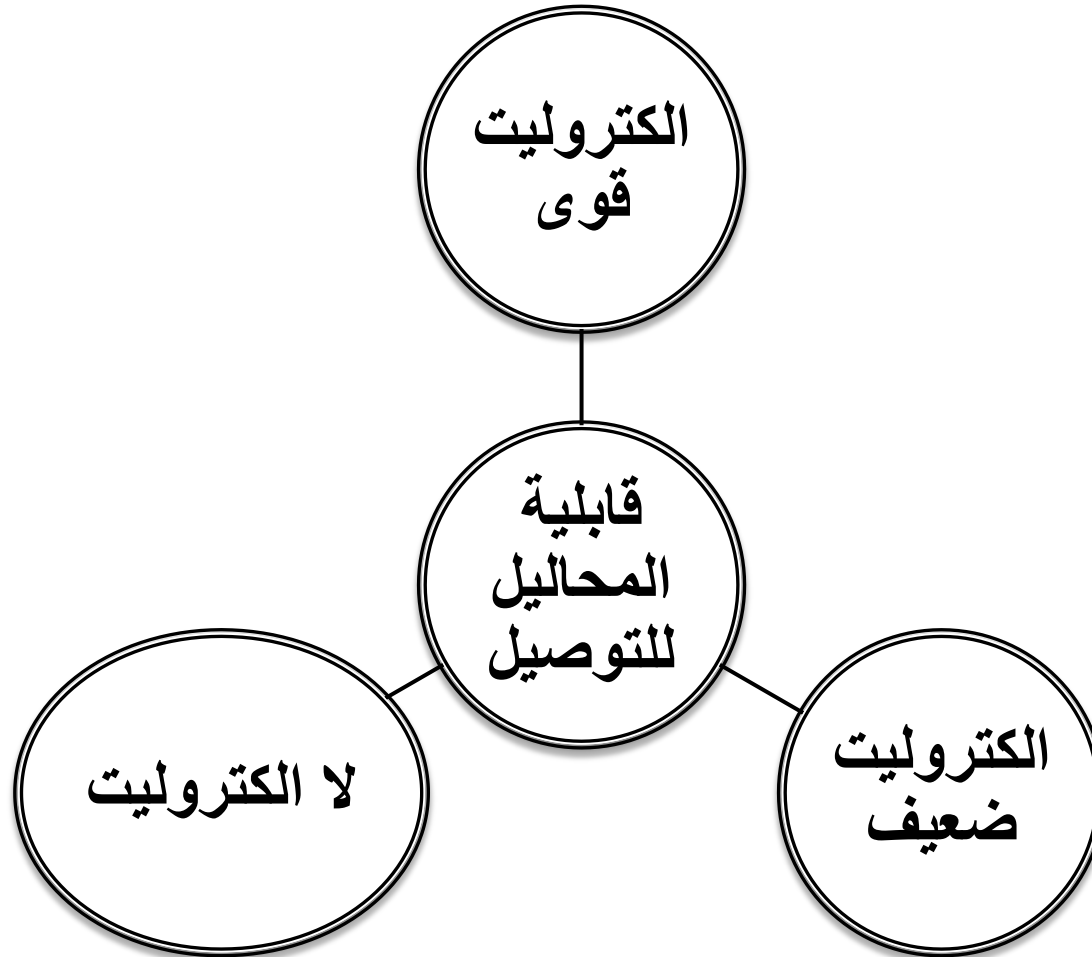 الكتروليت
قوى
قابلية
المحاليل
للتوصيل
الكتروليت
ضعيف
لا الكتروليت